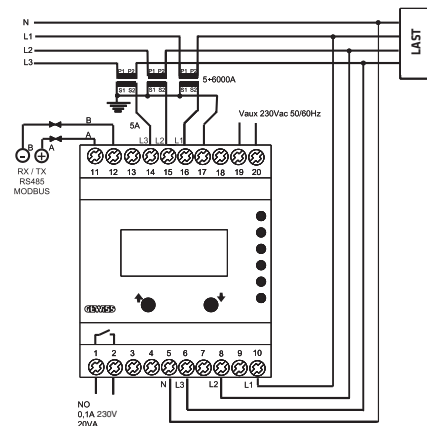 N
L1
L2
L3
LAST
P1 P2 P1 P2 P1 P2
S1 S2 S1 S2 S1 S2
5÷6000A
5A
L3 L2 L1
Vaux 230Vac 50/60Hz
B
A
B A
RX / TX
RS485
MODBUS
11 12 13 14 15 16 17 18 19 20
GEWISS
1 2 3 4 5 6 7 8 9 10
N L3 L2 L1
NO
0,1A 230V
20VA